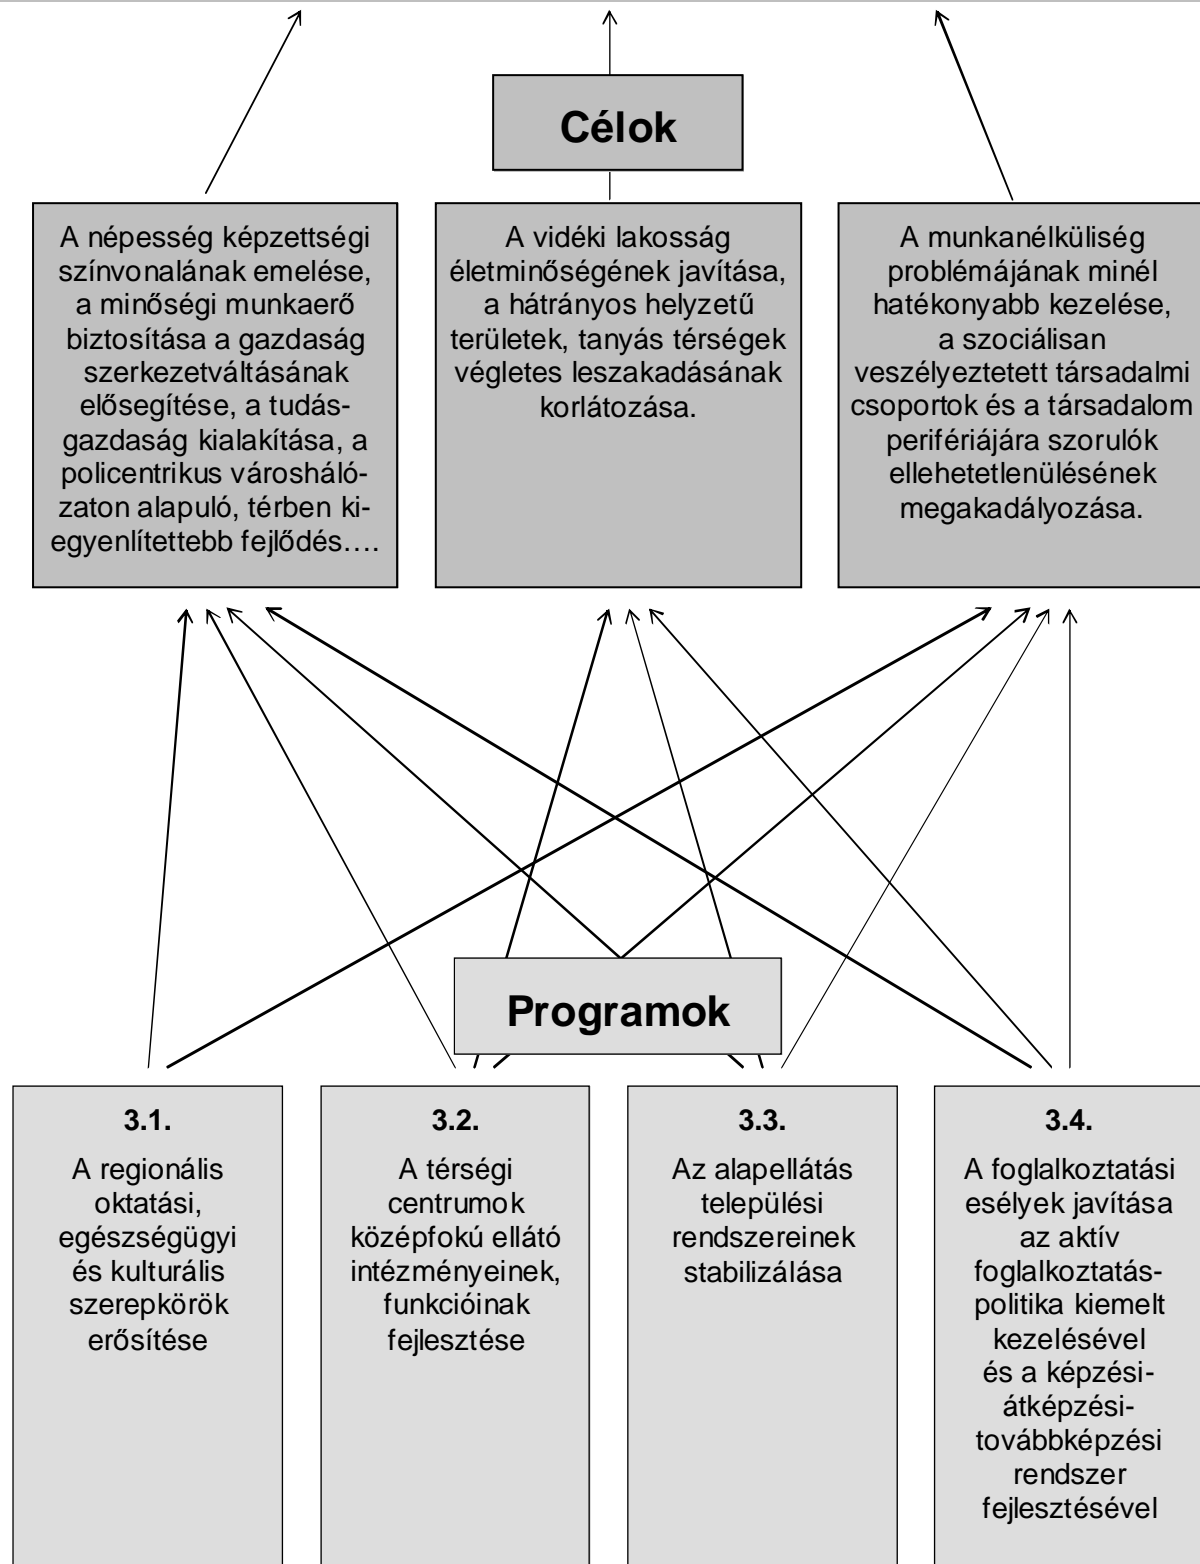 Célok
A népesség képzettségi
színvonalának emelése,
a minőségi munkaerő
biztosítása a gazdaság
szerkezetváltásának
elősegítése, a tudás-
gazdaság kialakítása, a
policentrikus városháló-
zaton alapuló, térben ki-
egyenlítettebb fejlődés….
A vidéki lakosság
életminőségének javítása,
a hátrányos helyzetű
területek, tanyás térségek
végletes leszakadásának
korlátozása.
A munkanélküliség
problémájának minél
hatékonyabb kezelése,
a szociálisan
veszélyeztetett társadalmi
csoportok és a társadalom
perifériájára szorulók
ellehetetlenülésének
megakadályozása.
Programok
3.1.
A regionális
oktatási,
egészségügyi
és kulturális
szerepkörök
erősítése
3.2.
A térségi
centrumok
középfokú ellátó
intézményeinek,
funkcióinak
fejlesztése
3.3.
Az alapellátás
települési
rendszereinek
stabilizálása
3.4.
A foglalkoztatási
esélyek javítása
az aktív
foglalkoztatás-
politika kiemelt
kezelésével
és a képzési-
átképzési-
továbbképzési
rendszer
fejlesztésével